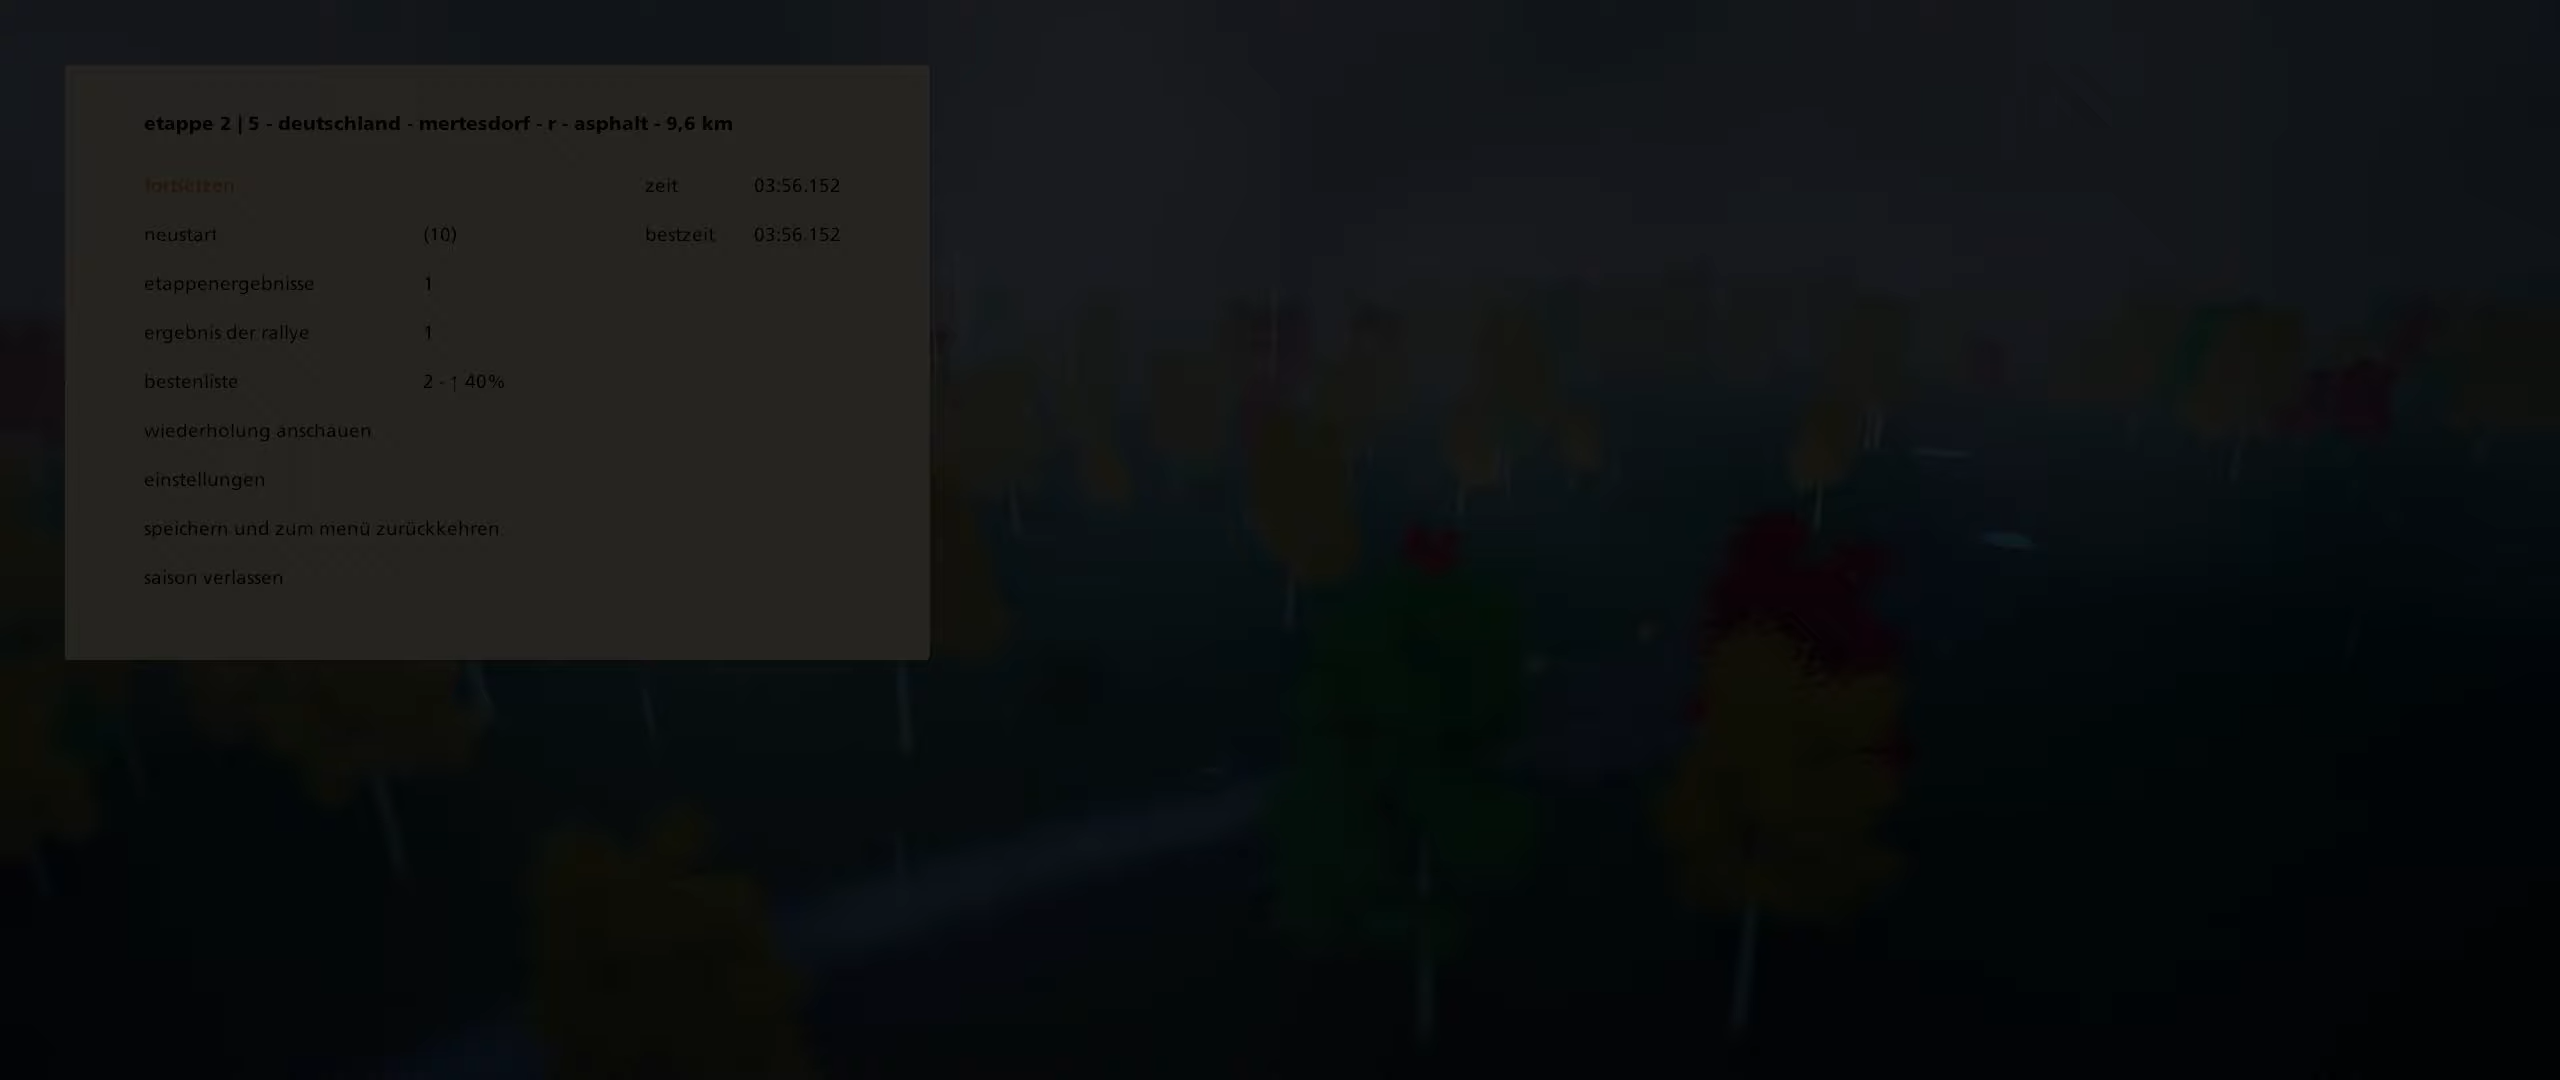 etappe 2 | 5 - deutschland - mertesdorf - r - asphalt - 9,6 km
fortsetzen zeit 03:56.152
neustart (10) bestzeit 03:56.152
etappenergebnisse 1
ergebnis der rallye 1
bestenliste 2 - ↑ 40%
wiederholung anschauen
einstellungen
speichern und zum menü zurückkehren
saison verlassen